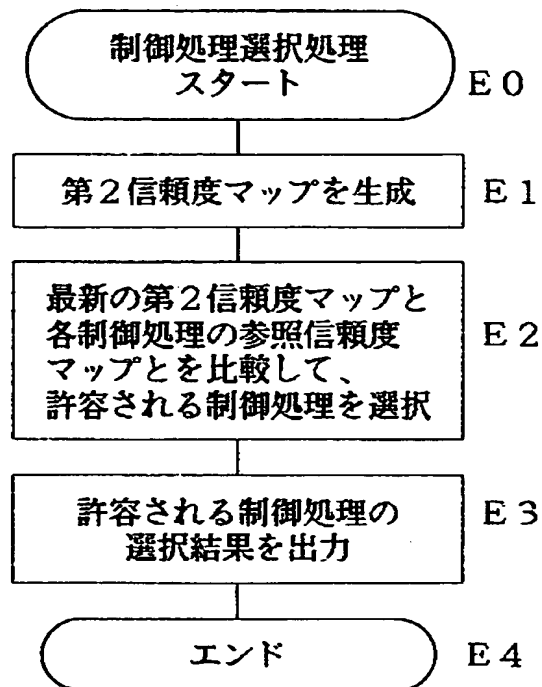 制御処理選択処理
スタート
E0
第2信頼度マップを生成
E1
最新の第2信頼度マップと
各制御処理の参照信頼度
マップとを比較して、
許容される制御処理を選択
E2
許容される制御処理の
選択結果を出力
E3
エンド
E4